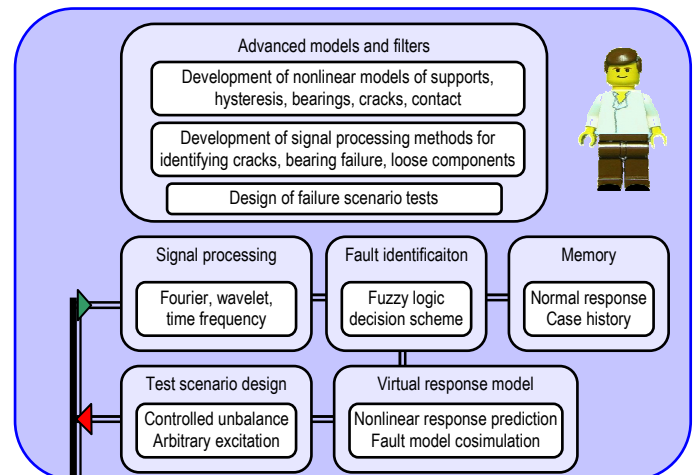 Advanced models and filters
Development of nonlinear models of supports,
hysteresis, bearings, cracks, contact
Development of signal processing methods for
identifying cracks, bearing failure, loose components
Design of failure scenario tests
Signal processing
Fourier, wavelet,
time frequency
Fault identificaiton
Fuzzy logic
decision scheme
Memory
Normal response
Case history
Test scenario design
Controlled unbalance
Arbitrary excitation
Virtual response model
Nonlinear response prediction
Fault model cosimulation